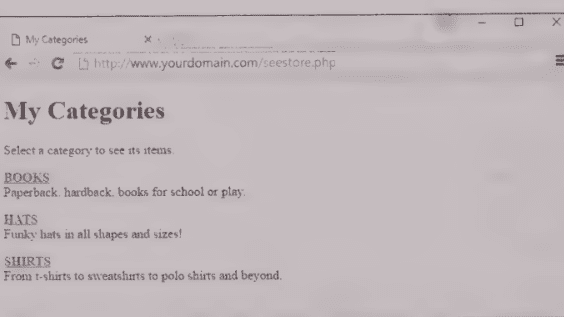 My Categories
http://www.yourdomain.com/seestore.php
My Categories
Select a category to see its items.
BOOKS
Paperback, hardback, books for school or play.
HATS
Funky hats in all shapes and sizes!
SHIRTS
From t-shirts to sweatshirts to polo shirts and beyond.